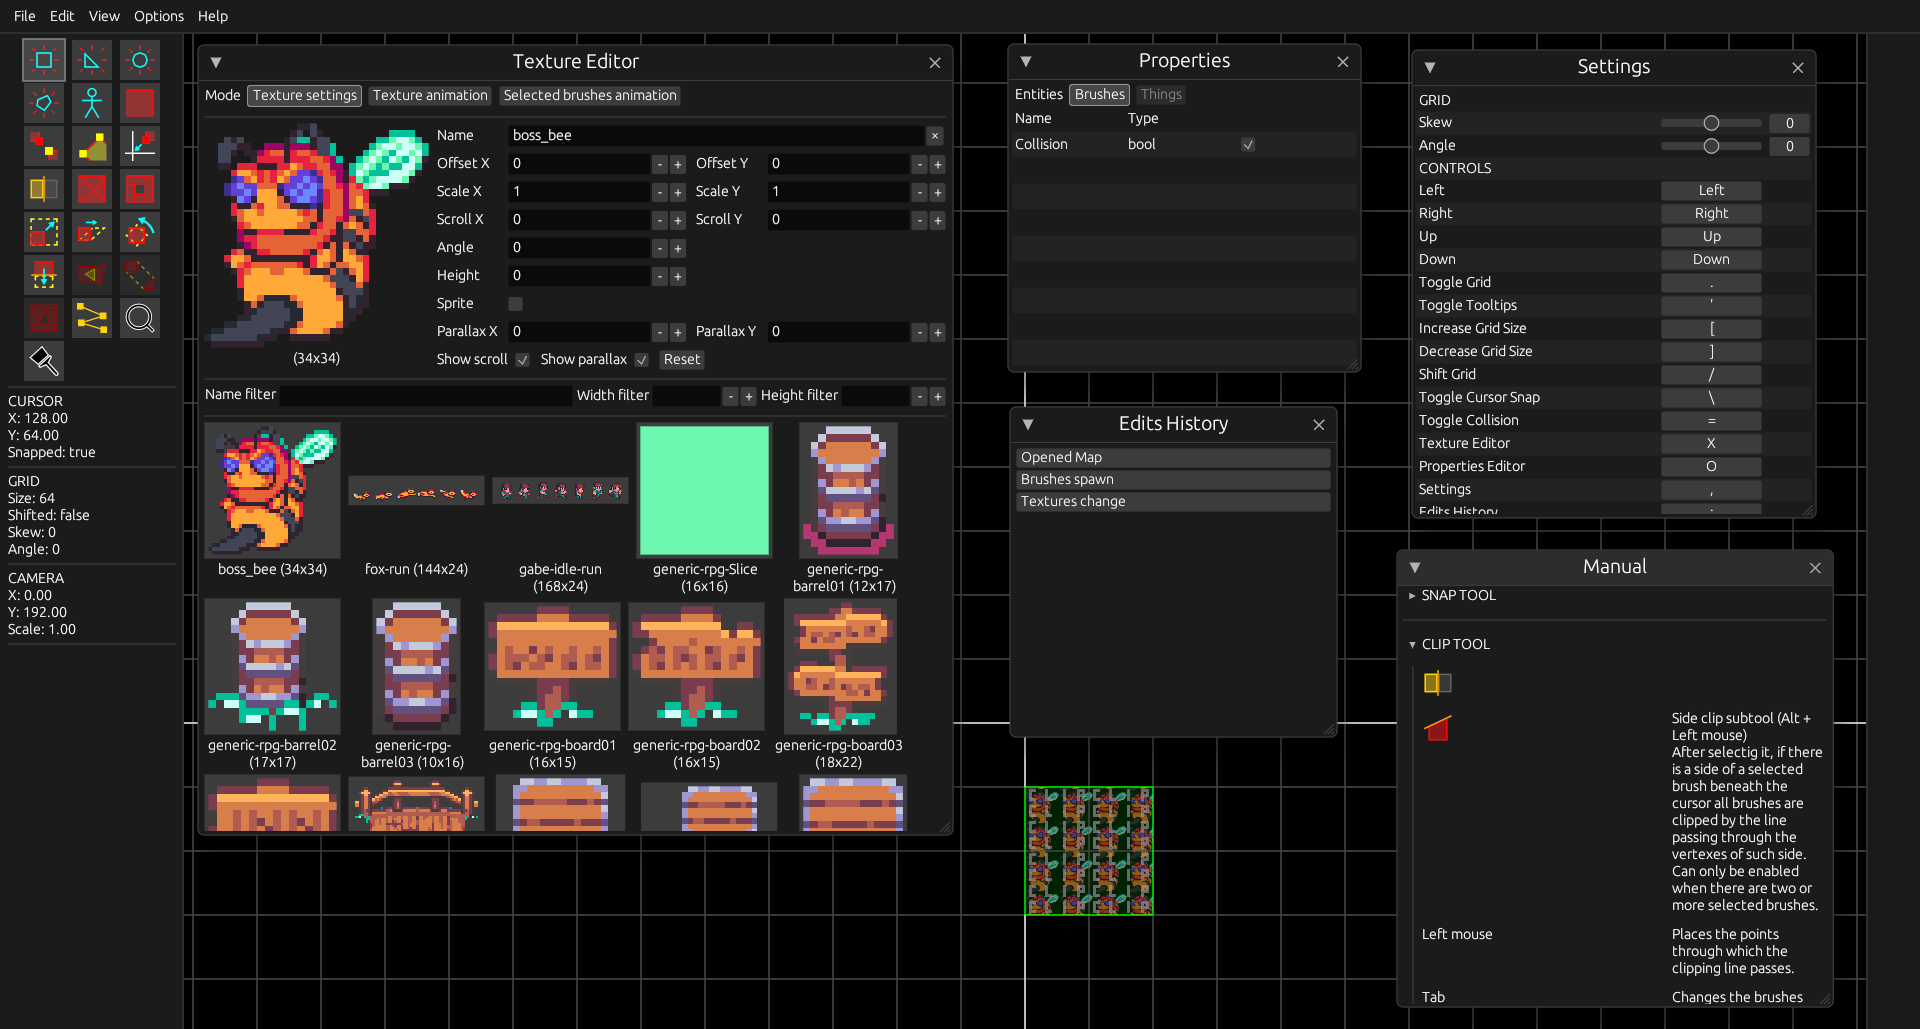 File Edit View Options Help
CURSOR
X: 128.00
Y: 64.00
Snapped: true
GRID
Size: 64
Shifted: false
Skew: 0
Angle: 0
CAMERA
X: 0.00
Y: 192.00
Scale: 1.00
Texture Editor
Mode Texture settings Texture animation Selected brushes animation
Name boss_bee
Offset X 0 - + Offset Y 0 - +
Scale X 1 - + Scale Y 1 - +
Scroll X 0 - + Scroll Y 0 - +
Angle 0 - +
Height 0 - +
Sprite
Parallax X 0 - + Parallax Y 0 - +
(34x34)
Show scroll Show parallax Reset
Name filter Width filter - + Height filter - +
boss_bee (34x34)
fox-run (144x24)
gabe-idle-run
(168x24)
generic-rpg-Slice
(16x16)
generic-rpg-
barrel01 (12x17)
generic-rpg-barrel02
(17x17)
generic-rpg-
barrel03 (10x16)
generic-rpg-board01
(16x15)
generic-rpg-board02
(16x15)
generic-rpg-board03
(18x22)
Properties
Entities Brushes Things
Name Type
Collision bool
Edits History
Opened Map
Brushes spawn
Textures change
Settings
GRID
Skew 0
Angle 0
CONTROLS
Left Left
Right Right
Up Up
Down Down
Toggle Grid .
Toggle Tooltips '
Increase Grid Size [
Decrease Grid Size ]
Shift Grid /
Toggle Cursor Snap \
Toggle Collision =
Texture Editor X
Properties Editor O
Settings ,
Edits History
Manual
SNAP TOOL
CLIP TOOL
Side clip subtool (Alt +
Left mouse)
After selectig it, if there
is a side of a selected
brush beneath the
cursor all brushes are
clipped by the line
passing through the
vertexes of such side.
Can only be enabled
when there are two or
more selected brushes.
Left mouse Places the points
through which the
clipping line passes.
Tab Changes the brushes